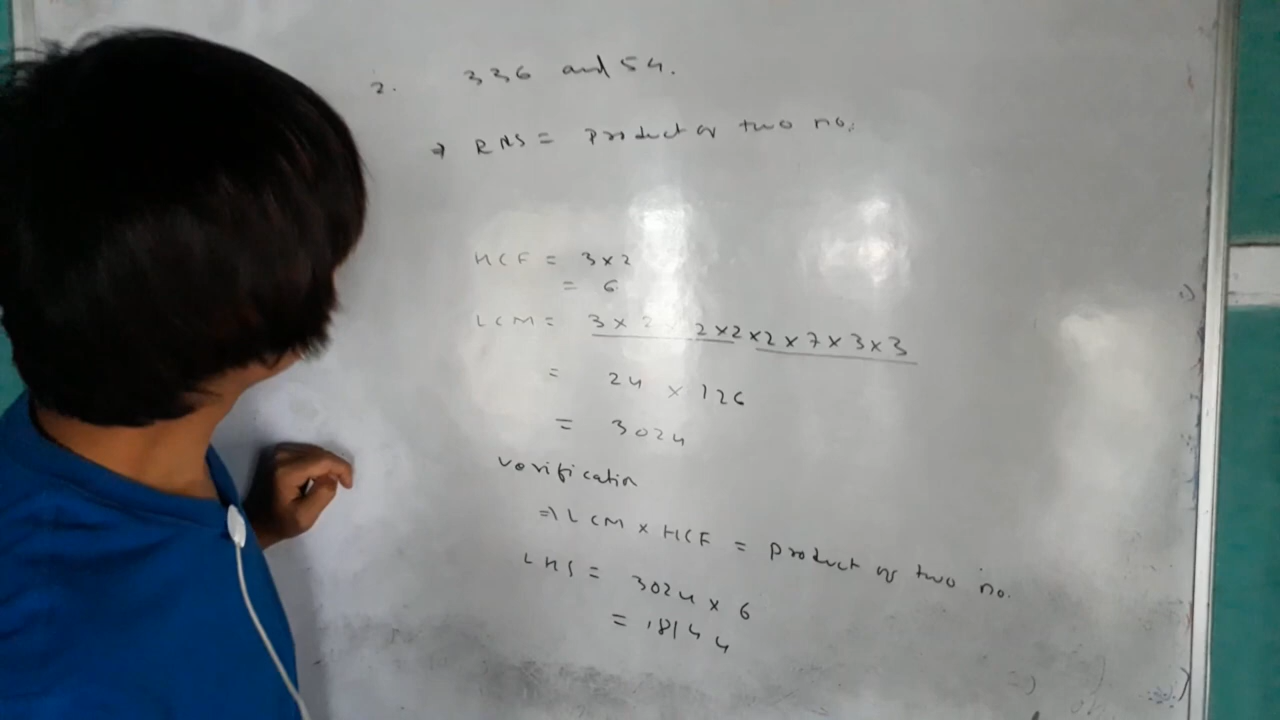 2. 336 and 54.
⇒ RHS = Product of two no.
HCF = 3×2
= 6
LCM = 3×2×2×2×2×7×3×3
= 24 × 126
= 3024
verification
⇒ LCM × HCF = product of two no.
LHS = 3024 × 6
= 18144